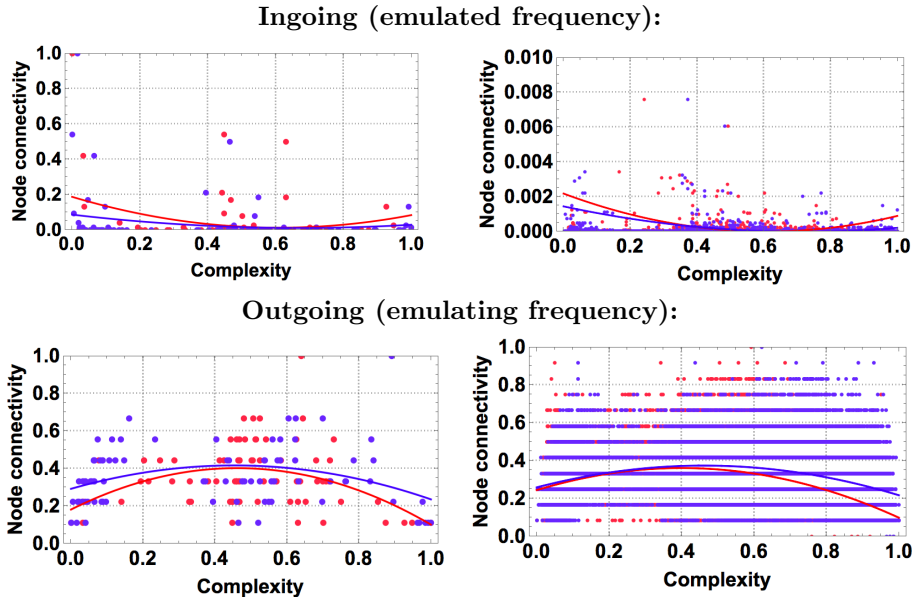 Ingoing (emulated frequency):
Node connectivity
1.0
0.8
0.6
0.4
0.2
0.0
0.0 0.2 0.4 0.6 0.8 1.0
Complexity
Node connectivity
0.010
0.008
0.006
0.004
0.002
0.000
0.0 0.2 0.4 0.6 0.8 1.0
Complexity
Outgoing (emulating frequency):
Node connectivity
1.0
0.8
0.6
0.4
0.2
0.0
0.0 0.2 0.4 0.6 0.8 1.0
Complexity
Node connectivity
1.0
0.8
0.6
0.4
0.2
0.0
0.0 0.2 0.4 0.6 0.8 1.0
Complexity